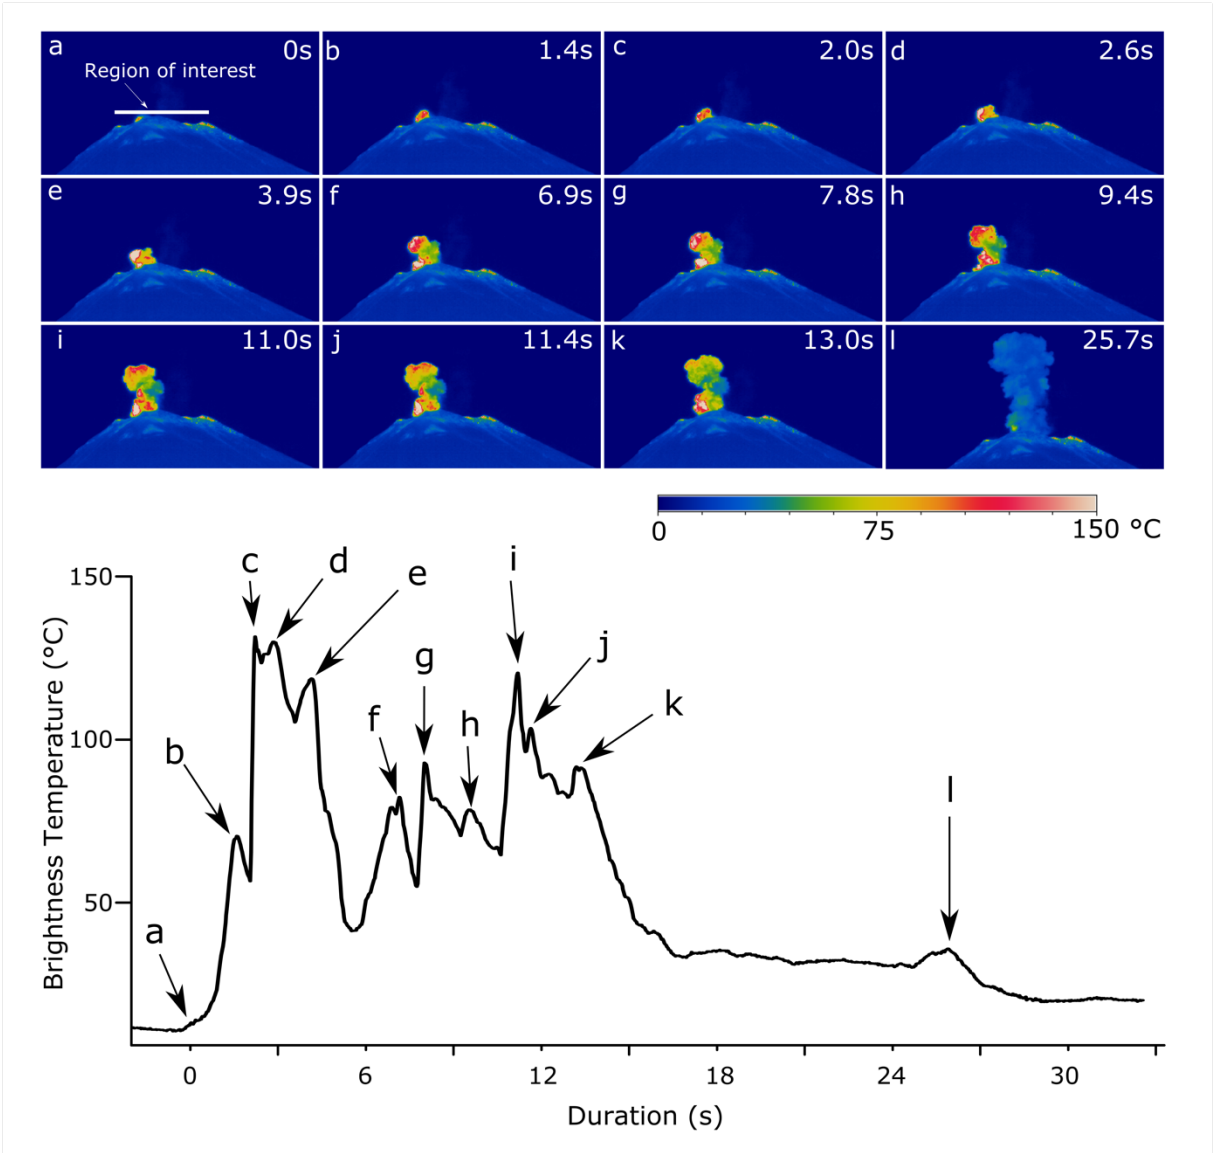 a 0s
Region of interest
b 1.4s
c 2.0s
d 2.6s
e 3.9s
f 6.9s
g 7.8s
h 9.4s
i 11.0s
j 11.4s
k 13.0s
l 25.7s
0 75 150 °C
c d e i
150
g j
f h k
100
b
l
50
a
Brightness Temperature (°C)
0 6 12 18 24 30
Duration (s)